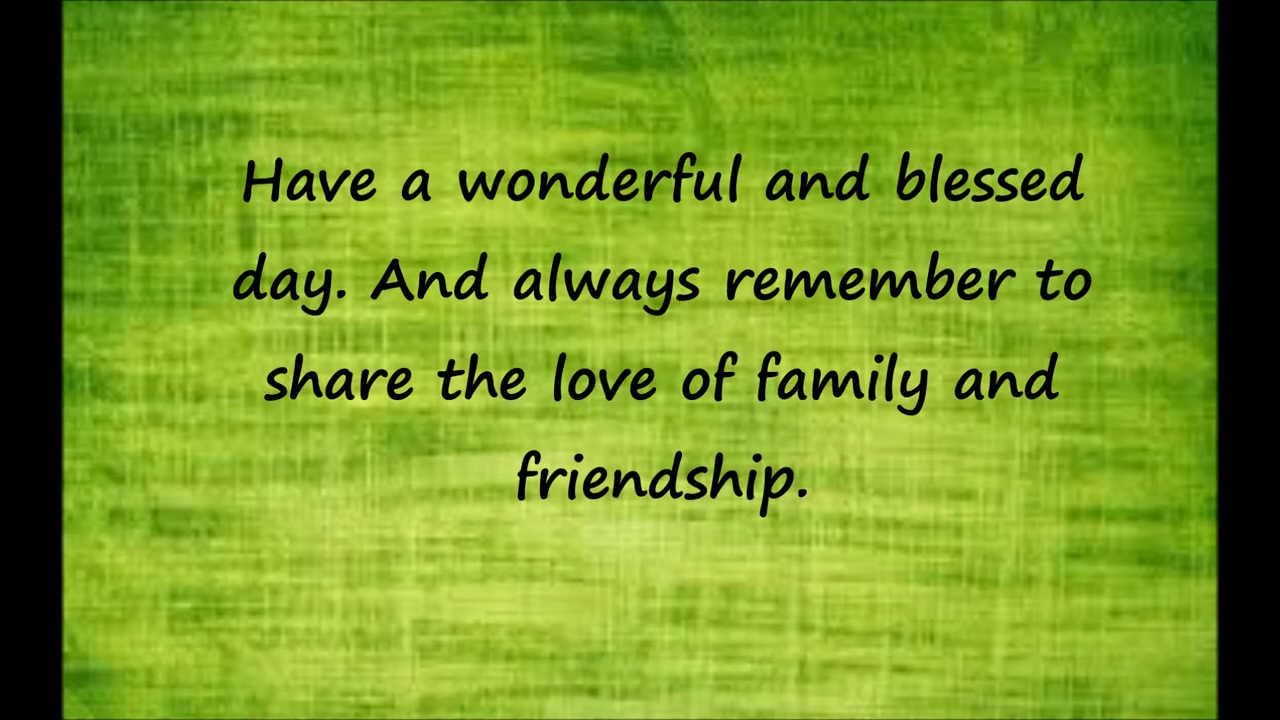 Have a wonderful and blessed
day. And always remember to
share the love of family and
friendship.